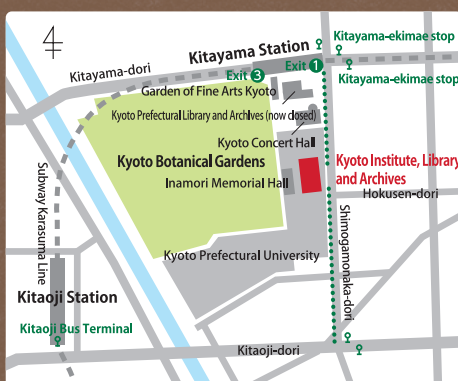 Kitayama-ekimae stop
Kitayama Station
Exit 1
Kitayama-dori
Exit 3
Kitayama-ekimae stop
Garden of Fine Arts Kyoto
Kyoto Prefectural Library and Archives (now closed)
Kyoto Concert Hall
Kyoto Botanical Gardens
Kyoto Institute, Library
and Archives
Inamori Memorial Hall
Hokusen-dori
Subway Karasuma Line
Shimogamonaka-dori
Kyoto Prefectural University
Kitaoji Station
Kitaoji Bus Terminal
Kitaoji-dori